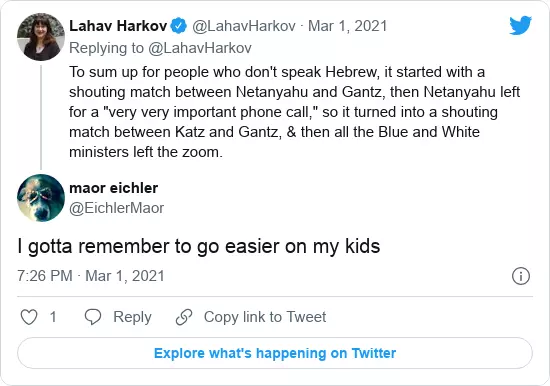 Lahav Harkov @LahavHarkov · Mar 1, 2021
Replying to @LahavHarkov
To sum up for people who don't speak Hebrew, it started with a
shouting match between Netanyahu and Gantz, then Netanyahu left
for a "very very important phone call," so it turned into a shouting
match between Katz and Gantz, & then all the Blue and White
ministers left the zoom.
maor eichler
@EichlerMaor
I gotta remember to go easier on my kids
7:26 PM · Mar 1, 2021
1 Reply Copy link to Tweet
Explore what's happening on Twitter